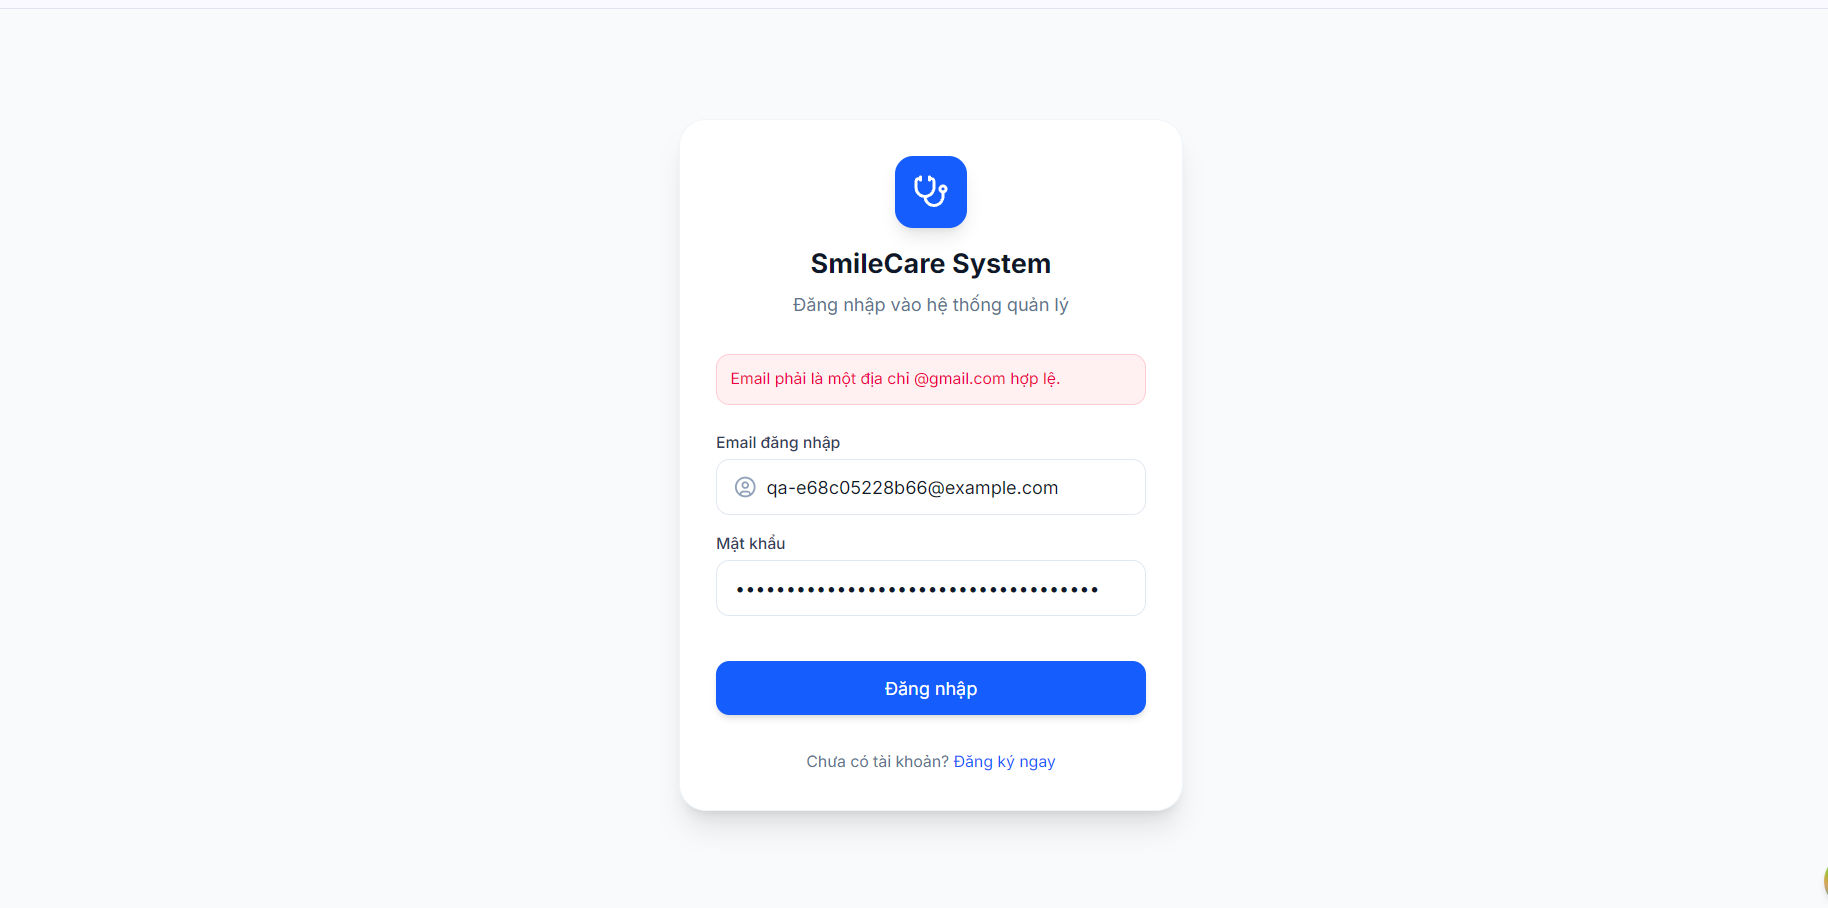 SmileCare System
Đăng nhập vào hệ thống quản lý
Email phải là một địa chỉ @gmail.com hợp lệ.
Email đăng nhập
qa-e68c05228b66@example.com
Mật khẩu
••••••••••••••••••••••••••••••••••••
Đăng nhập
Chưa có tài khoản? Đăng ký ngay